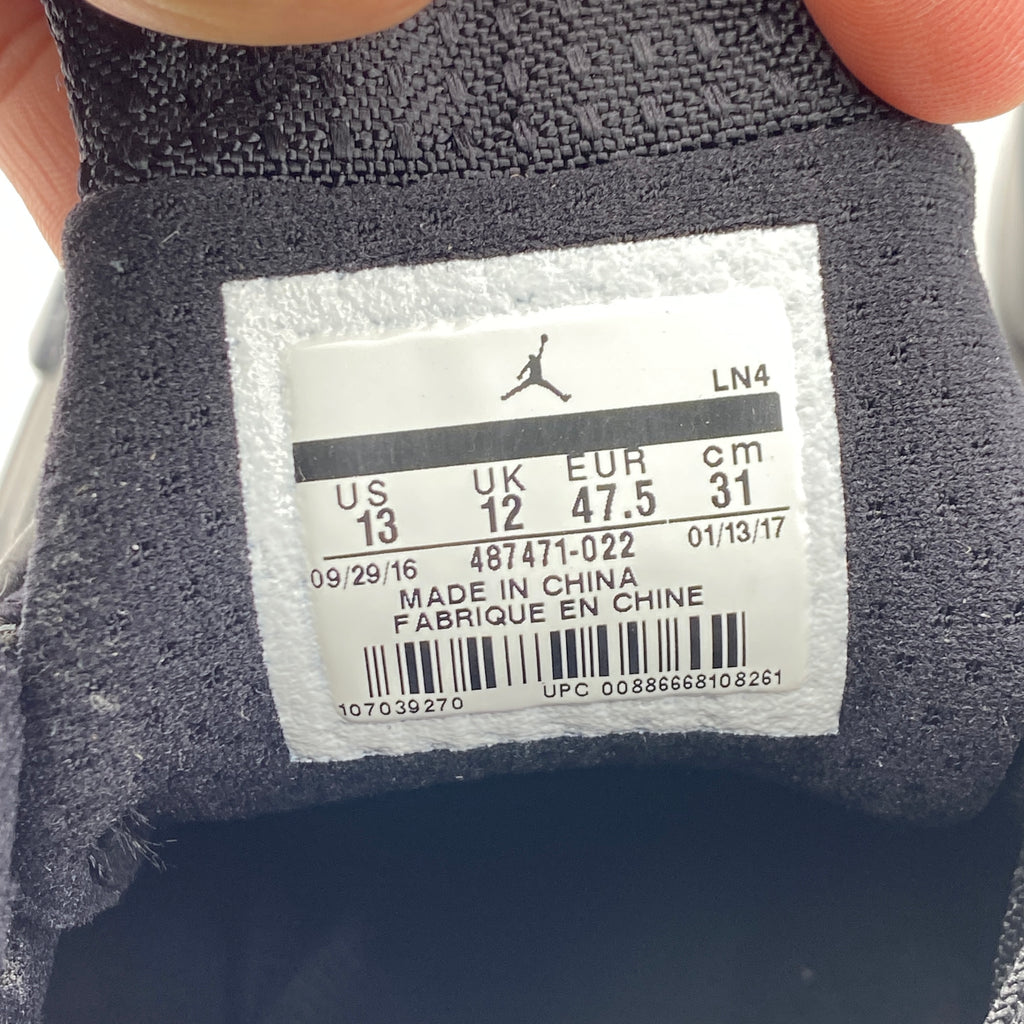 LN4
US UK EUR cm
13 12 47.5 31
09/29/16 487471-022 01/13/17
MADE IN CHINA
FABRIQUE EN CHINE
107039270 UPC 00886668108261